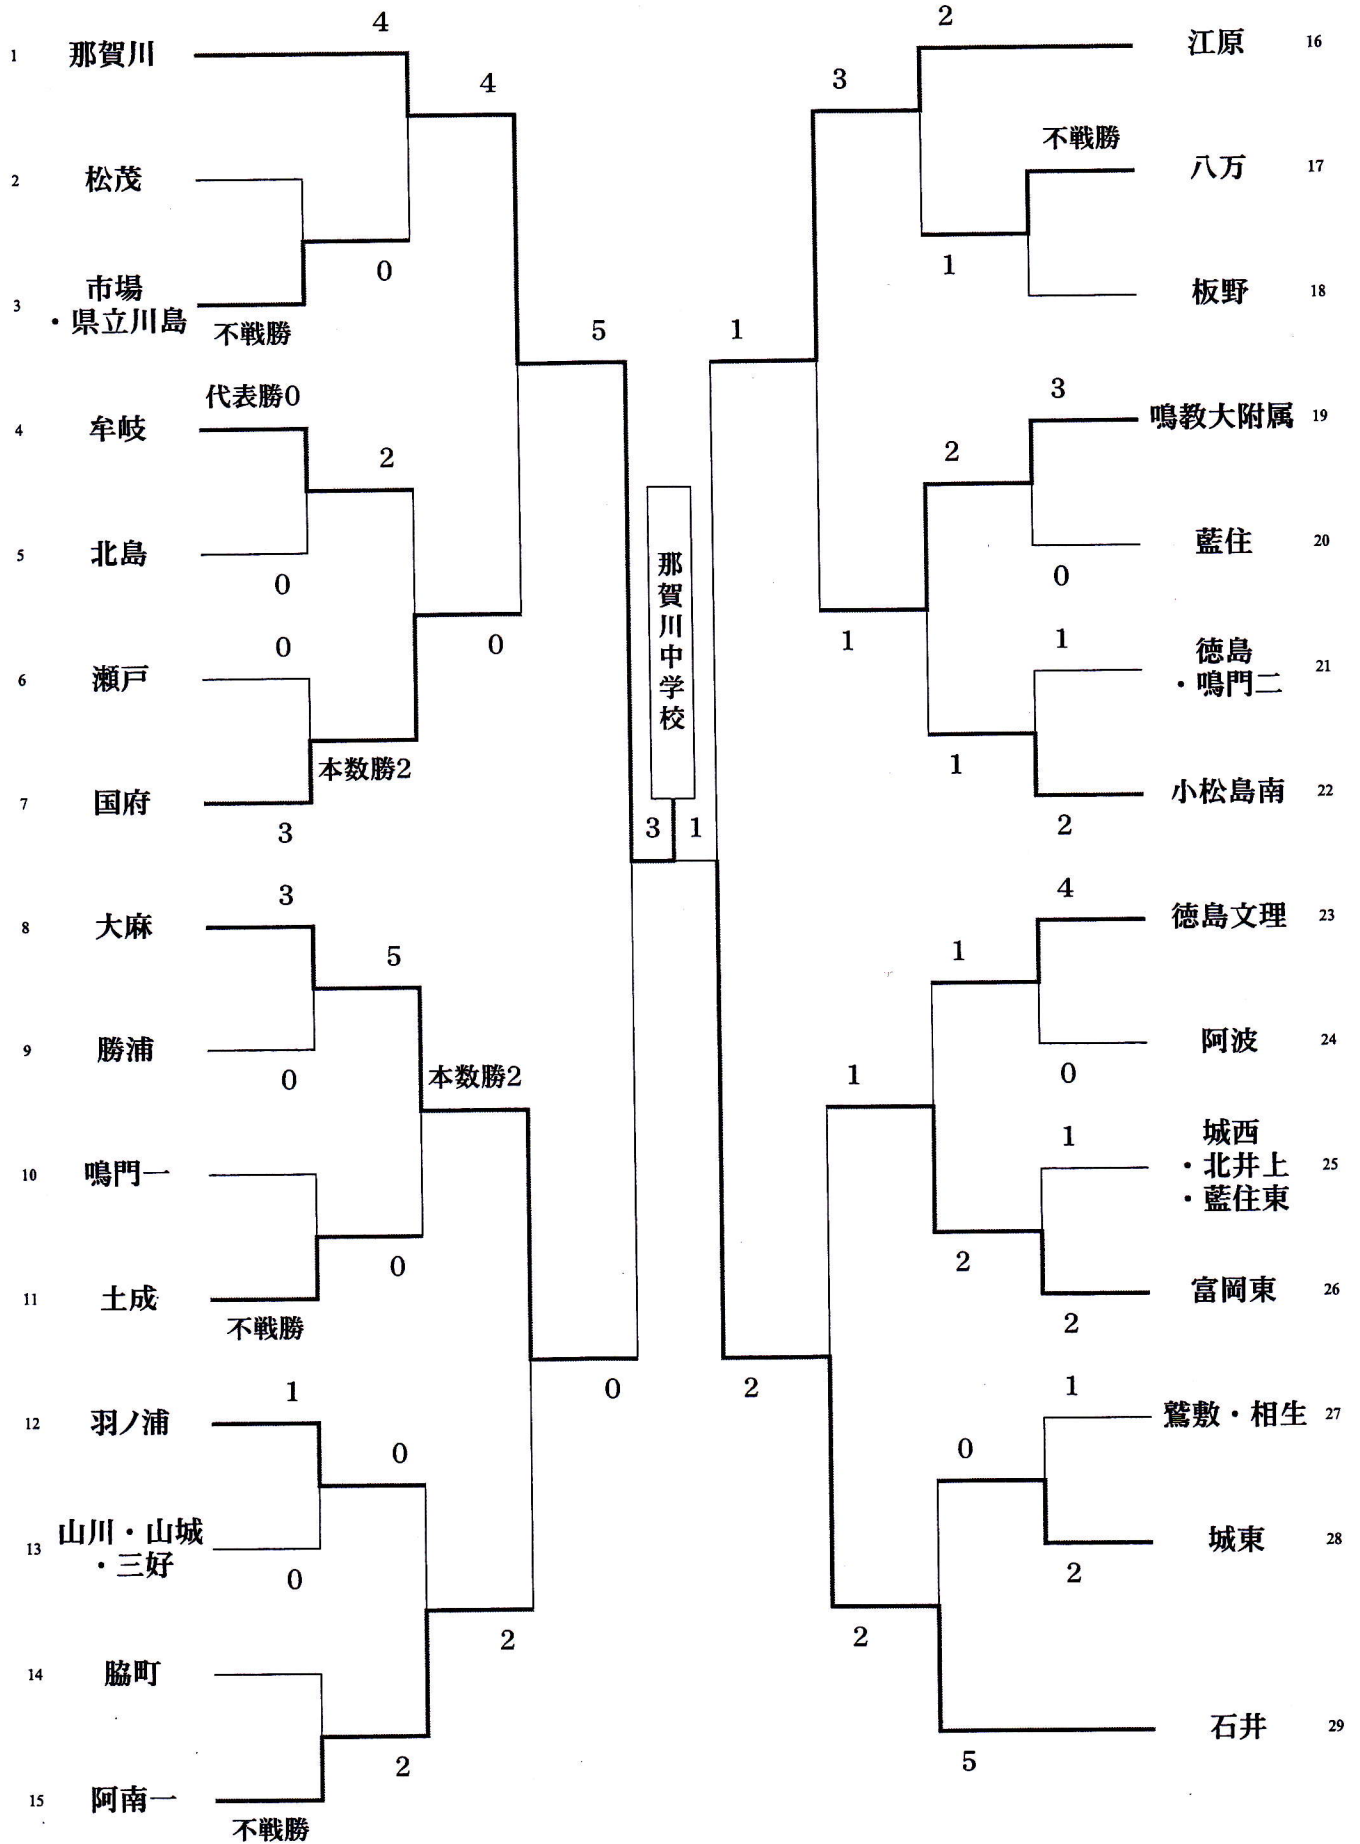 4
1 那賀川
4
2 松茂
0
市場
3 ・県立川島
不戦勝
5
代表勝0
4 牟岐
2
5 北島
0
0
6 瀬戸
0
本数勝2
7 国府
3
3
8 大麻
5
9 勝浦
0
本数勝2
10 鳴門一
0
11 土成
不戦勝
0
1
12 羽ノ浦
0
山川・山城
13 ・三好
0
2
14 脇町
2
15 阿南一
不戦勝
那賀川中学校
3 1
2
江原 16
3
不戦勝
八万 17
1
板野 18
1
3
鳴教大附属 19
2
藍住 20
0
1
徳島
・鳴門二 21
1
1
小松島南 22
2
4
徳島文理 23
1
阿波 24
0
1
1
城西
・北井上 25
・藍住東
2
富岡東 26
2
2
1
鷲敷・相生 27
0
城東 28
2
2
石井 29
5